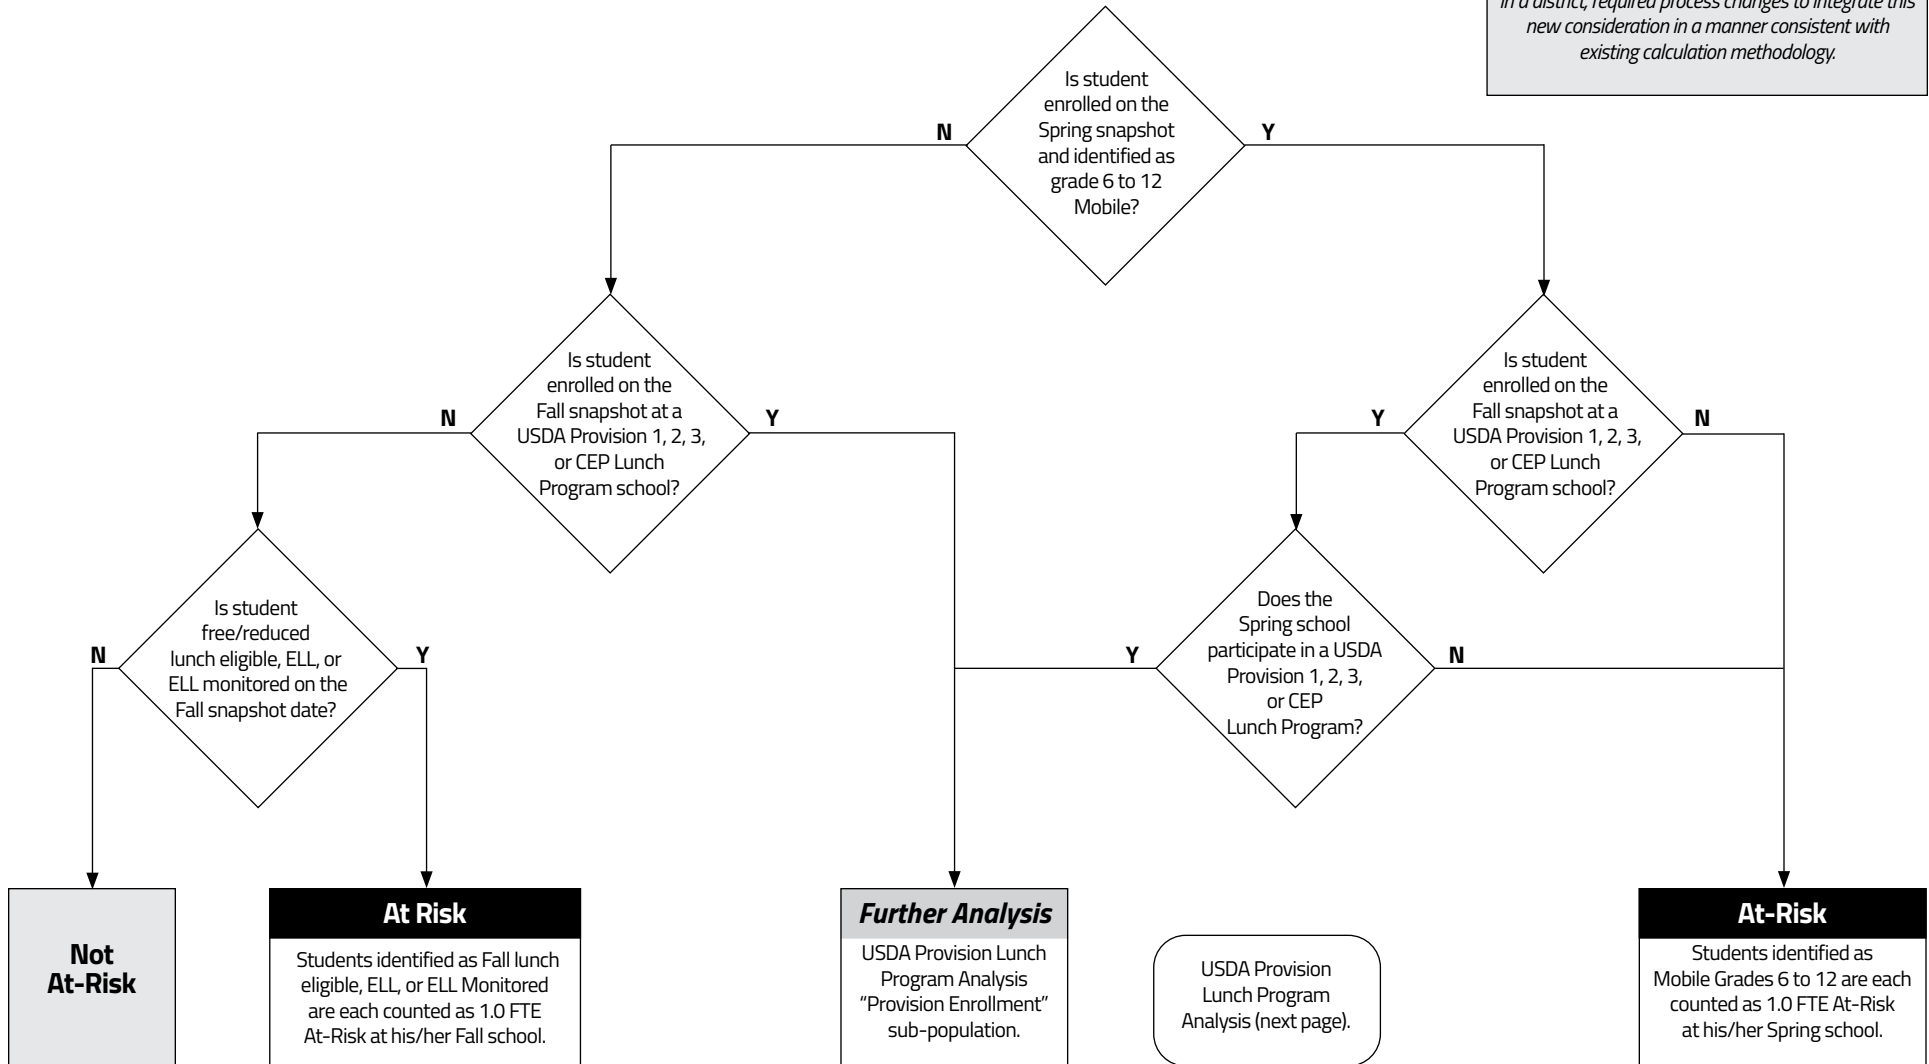 in a district, required process changes to integrate this
new consideration in a manner consistent with
existing calculation methodology.
Is student
enrolled on the
Spring snapshot
and identified as
grade 6 to 12
Mobile?
N
Y
Is student
enrolled on the
Fall snapshot at a
USDA Provision 1, 2, 3,
or CEP Lunch
Program school?
N
Y
Is student
enrolled on the
Fall snapshot at a
USDA Provision 1, 2, 3,
or CEP Lunch
Program school?
Y
N
Is student
free/reduced
lunch eligible, ELL, or
ELL monitored on the
Fall snapshot date?
N
Y
Does the
Spring school
participate in a USDA
Provision 1, 2, 3,
or CEP
Lunch Program?
Y
N
Not
At-Risk
At Risk
Students identified as Fall lunch
eligible, ELL, or ELL Monitored
are each counted as 1.0 FTE
At-Risk at his/her Fall school.
Further Analysis
USDA Provision Lunch
Program Analysis
“Provision Enrollment”
sub-population.
USDA Provision
Lunch Program
Analysis (next page).
At-Risk
Students identified as
Mobile Grades 6 to 12 are each
counted as 1.0 FTE At-Risk
at his/her Spring school.